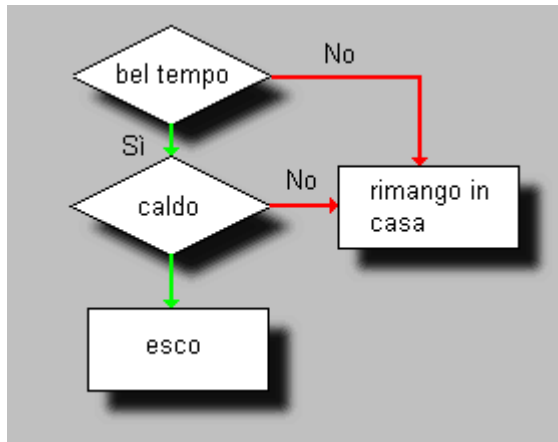 bel tempo
No
Sì
caldo
No
rimango in
casa
esco